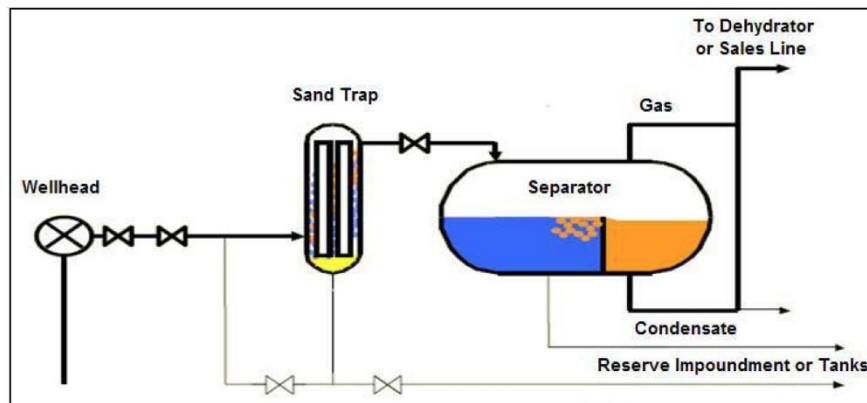 To Dehydrator
or Sales Line
Sand Trap
Gas
Wellhead
Separator
Condensate
Reserve Impoundment or Tanks